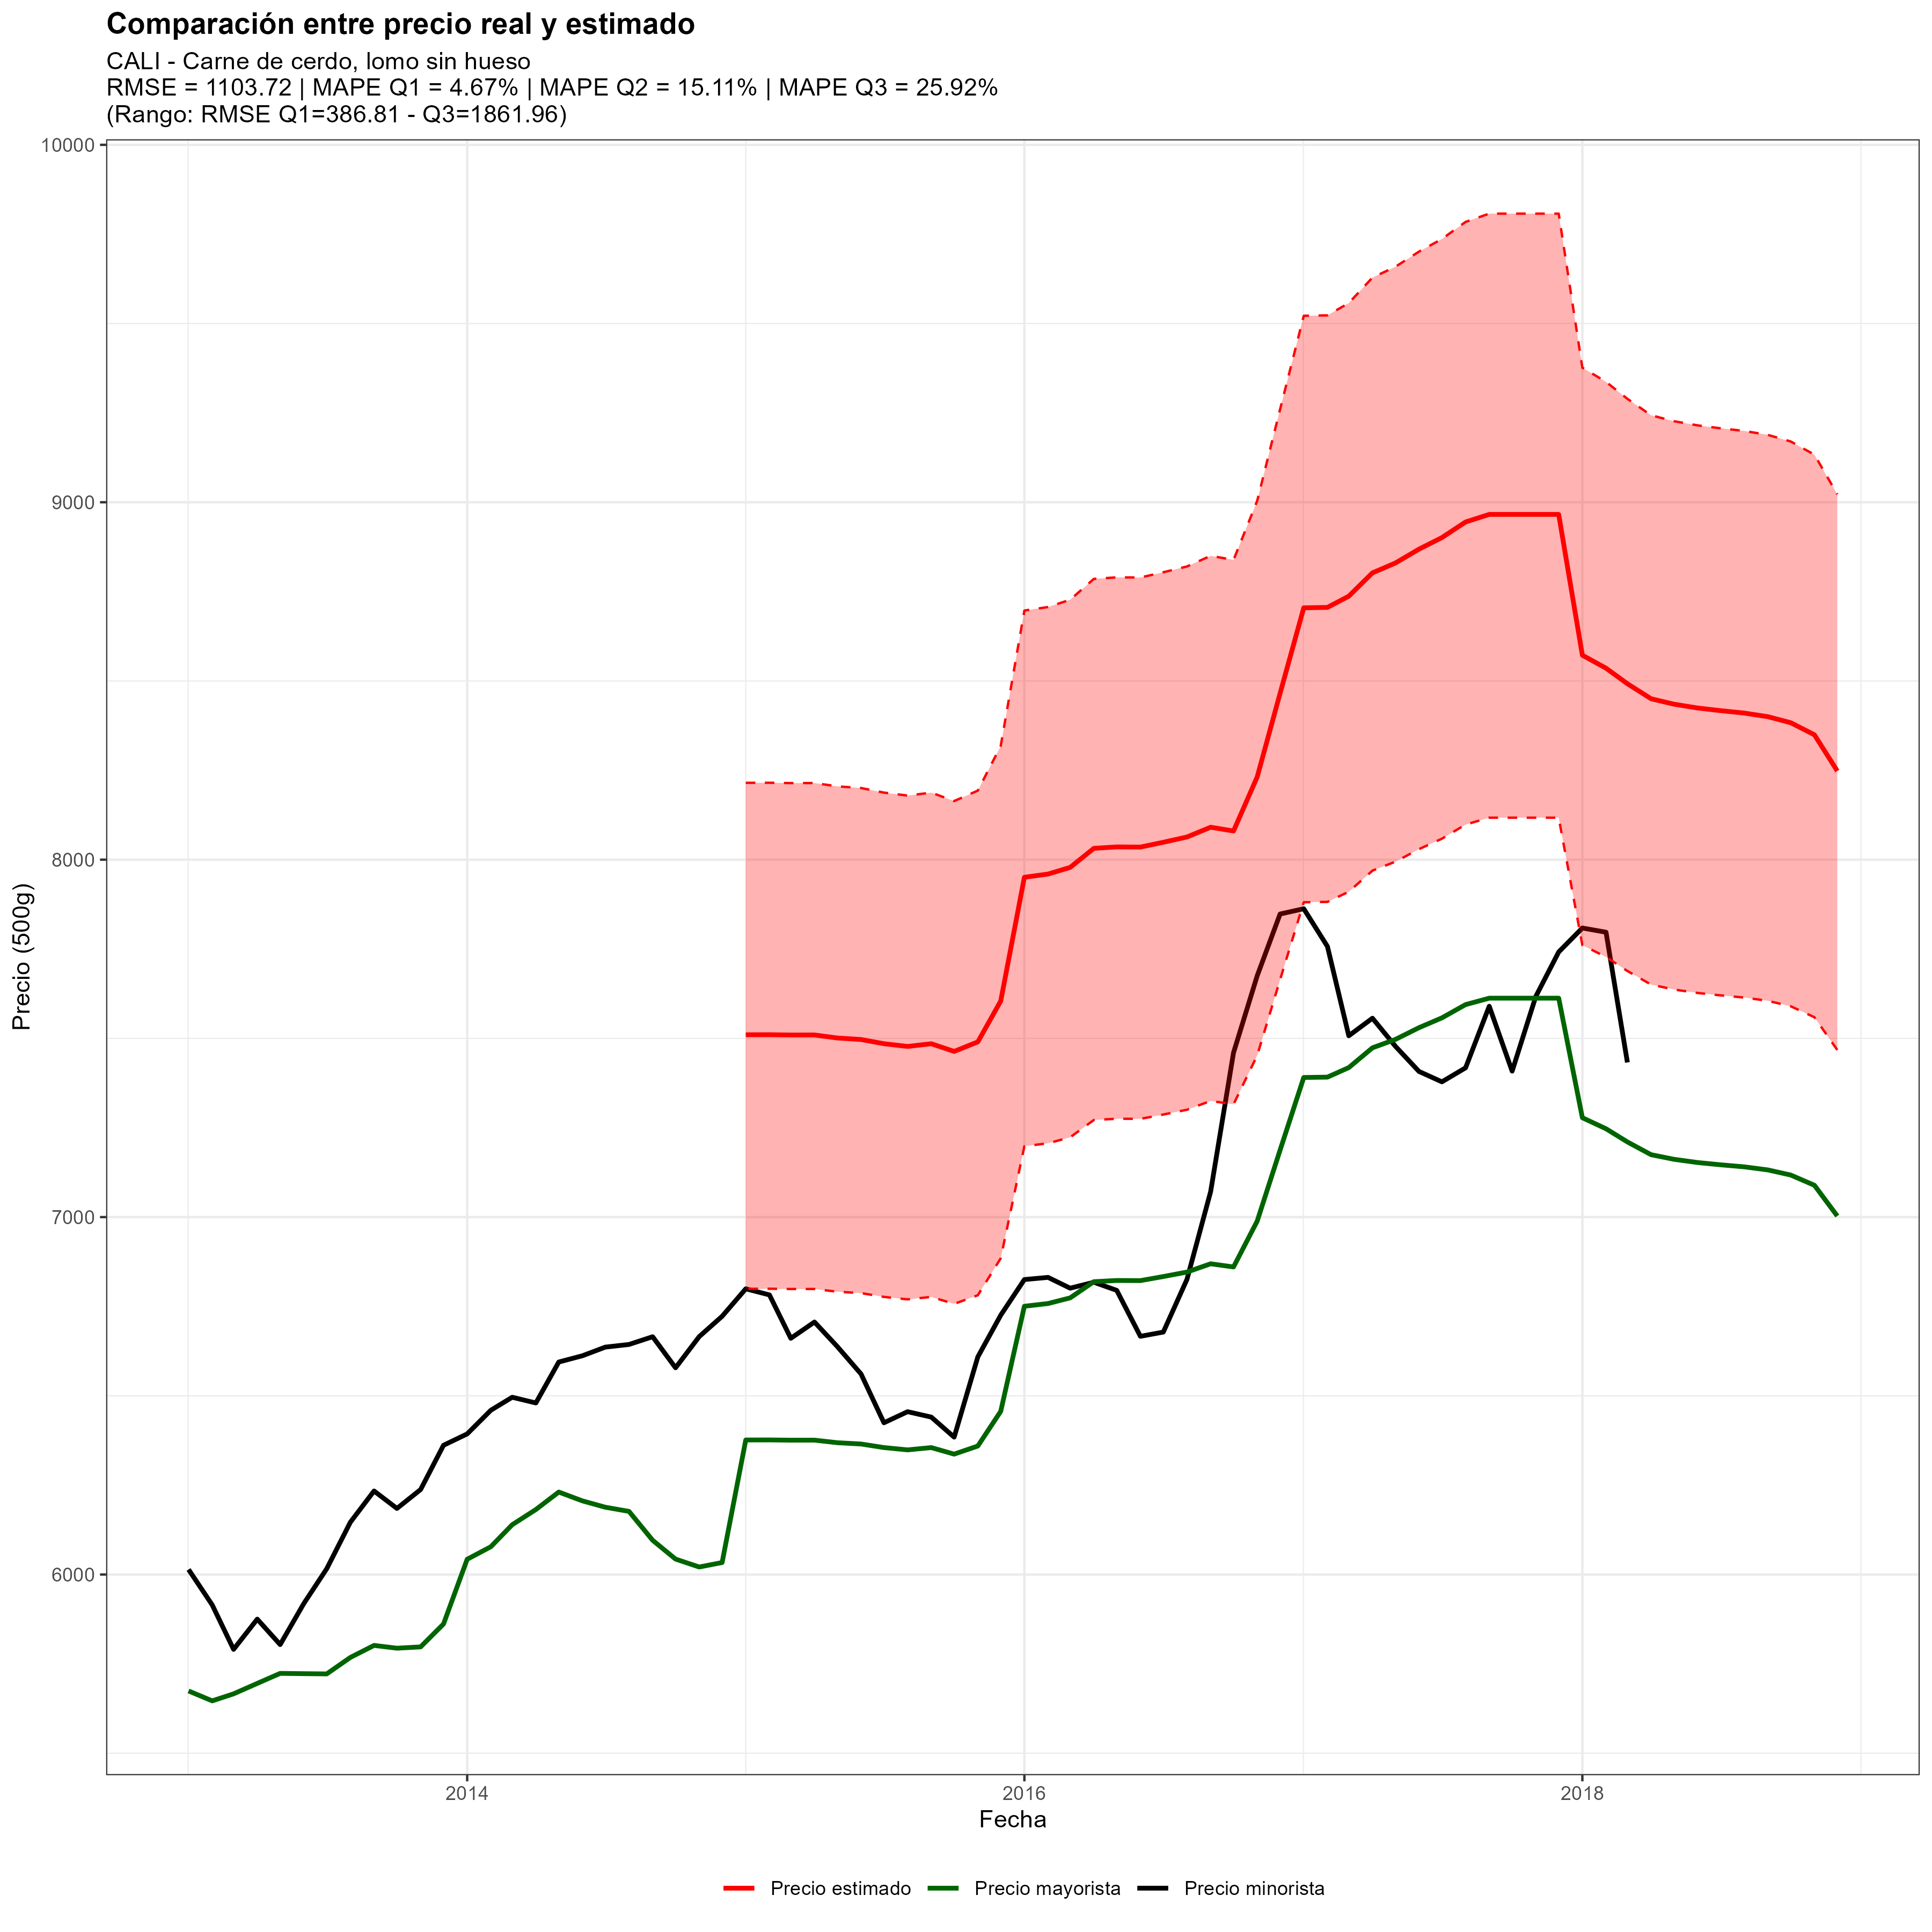 Comparación entre precio real y estimado
CALI - Carne de cerdo, lomo sin hueso
RMSE = 1103.72 | MAPE Q1 = 4.67% | MAPE Q2 = 15.11% | MAPE Q3 = 25.92%
(Rango: RMSE Q1=386.81 - Q3=1861.96)
10000
9000
8000
7000
6000
Precio (500g)
2014
2016
2018
Fecha
Precio estimado
Precio mayorista
Precio minorista